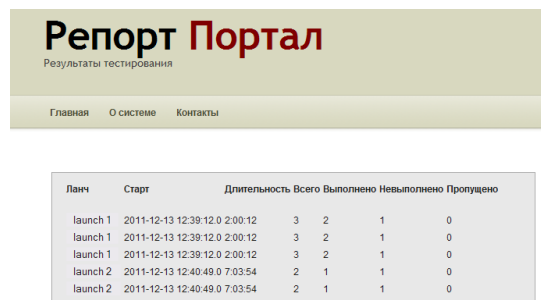 Репорт Портал
Результаты тестирования
Главная О системе Контакты
Ланч Старт Длительность Всего Выполнено Невыполнено Пропущено
launch 1 2011-12-13 12:39:12.0 2:00:12 3 2 1 0
launch 1 2011-12-13 12:39:12.0 2:00:12 3 2 1 0
launch 1 2011-12-13 12:39:12.0 2:00:12 3 2 1 0
launch 2 2011-12-13 12:40:49.0 7:03:54 2 1 1 0
launch 2 2011-12-13 12:40:49.0 7:03:54 2 1 1 0